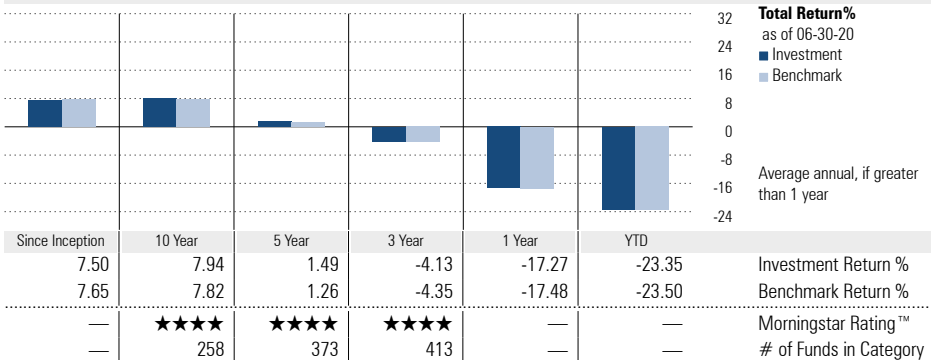 32
24
16
8
0
-8
-16
-24
Total Return%
as of 06-30-20
Investment
Benchmark
Average annual, if greater
than 1 year
Since Inception 10 Year 5 Year 3 Year 1 Year YTD
7.50 7.94 1.49 -4.13 -17.27 -23.35 Investment Return %
7.65 7.82 1.26 -4.35 -17.48 -23.50 Benchmark Return %
— ★★★★ ★★★★ ★★★★ — — Morningstar Rating™
— 258 373 413 — — # of Funds in Category